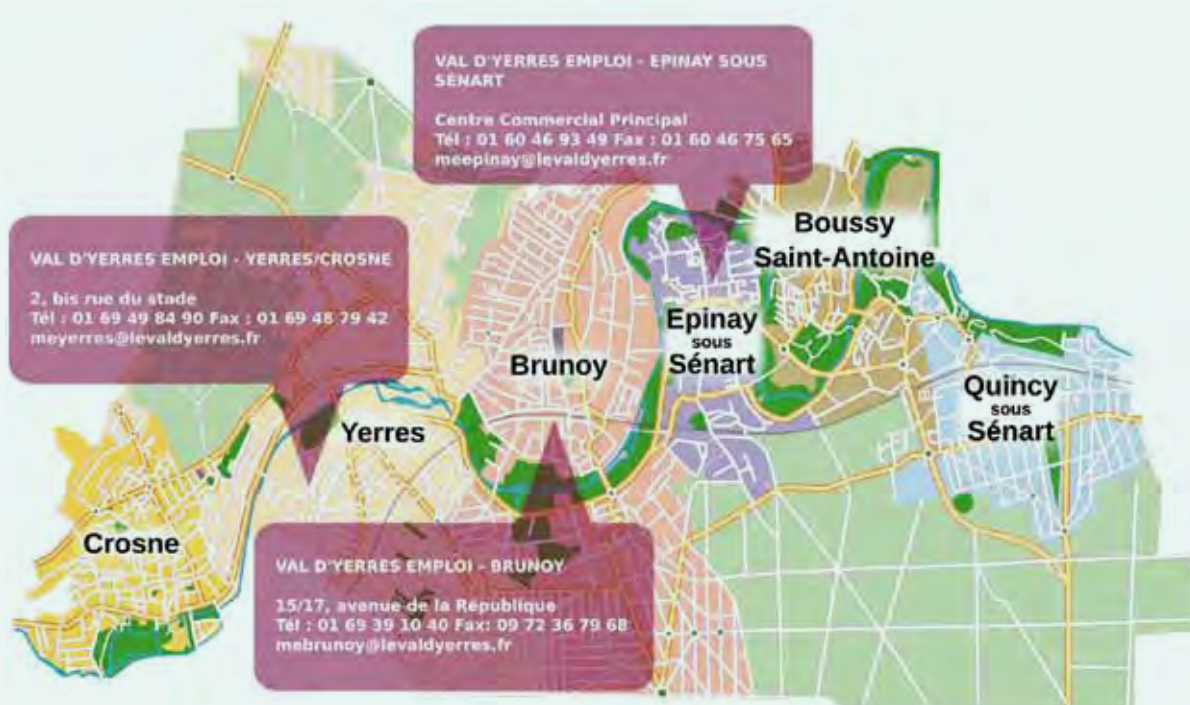 VAL D'YERRES EMPLOI - EPINAY SOUS
SÉNART
Centre Commercial Principal
Tél : 01 60 46 93 49 Fax : 01 60 46 75 65
meepinay@levaldyerres.fr
VAL D'YERRES EMPLOI - YERRES/CROSNE
2, bis rue du stade
Tél : 01 69 49 84 90 Fax : 01 69 48 79 42
meyerres@levaldyerres.fr
Boussy
Saint-Antoine
Epinay
sous
Sénart
Brunoy
Quincy
sous
Sénart
Yerres
Crosne
VAL D'YERRES EMPLOI - BRUNOY
15/17, avenue de la République
Tél : 01 69 39 10 40 Fax: 09 72 36 79 68
mebrunoy@levaldyerres.fr